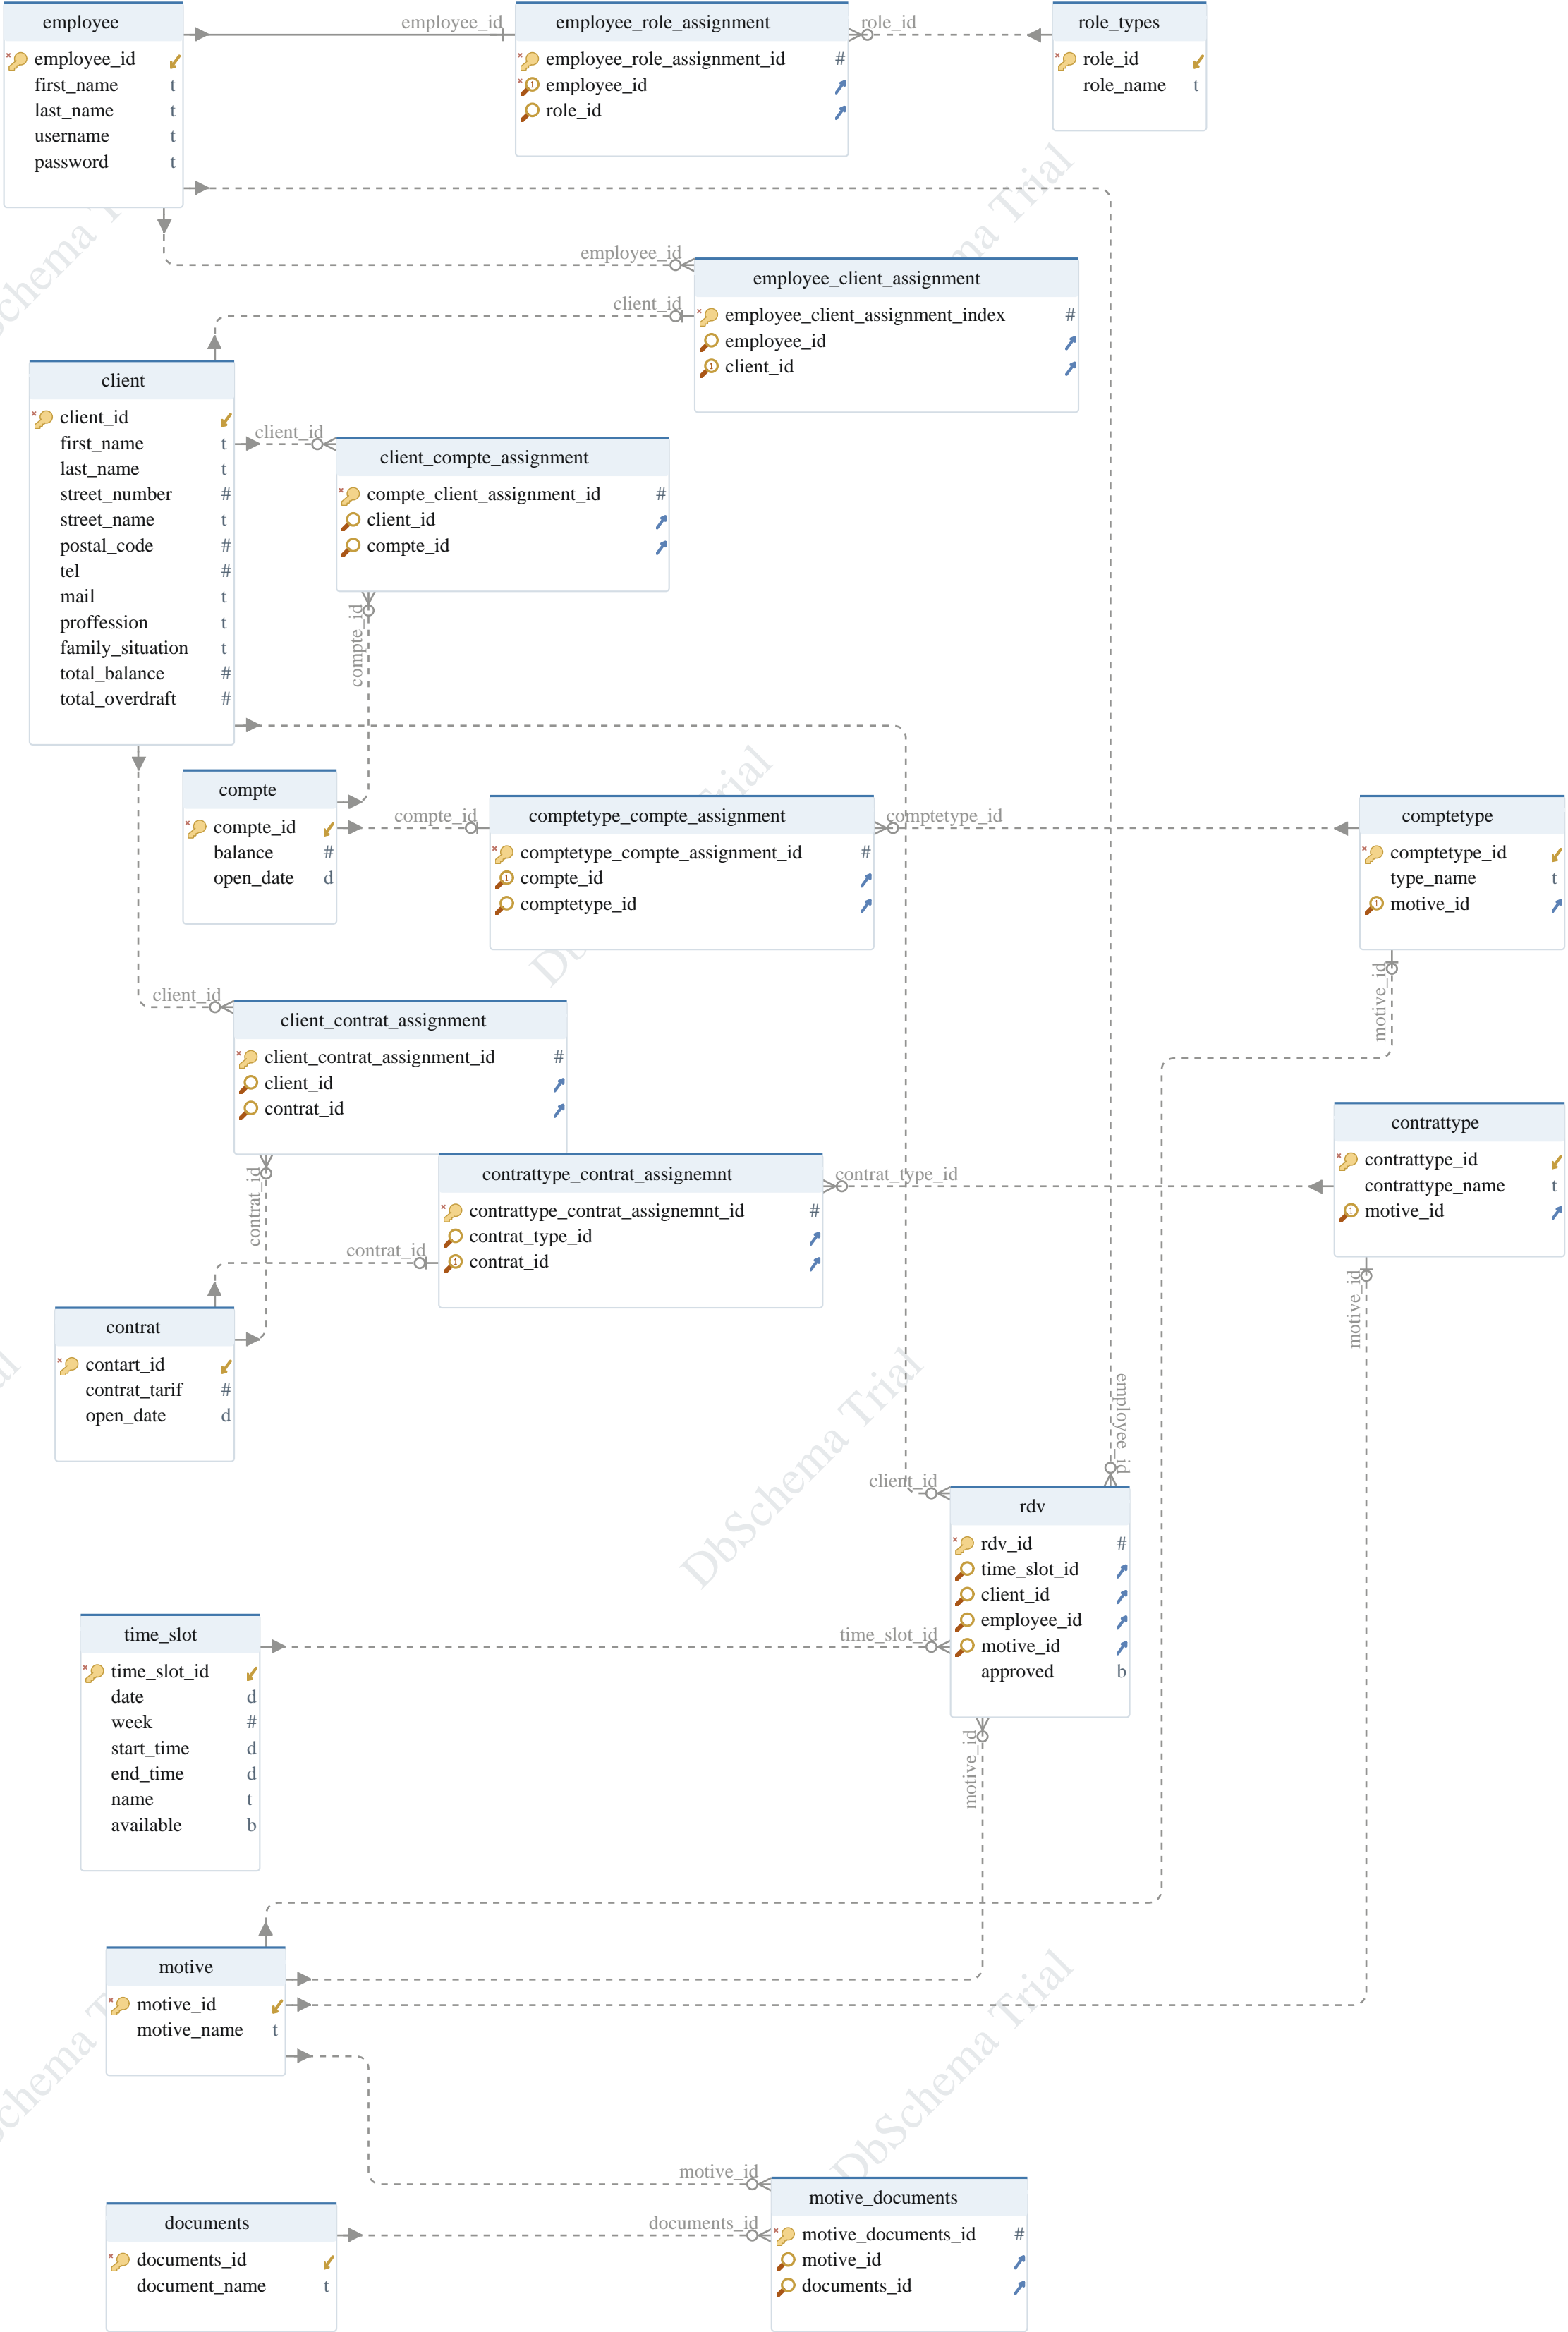 employee
employee_id
first_name t
last_name t
username t
password t
employee_id
employee_role_assignment
employee_role_assignment_id #
employee_id
role_id
role_id
role_types
role_id
role_name t
employee_id
employee_client_assignment
employee_client_assignment_index #
employee_id
client_id
client_id
client
client_id
first_name t
last_name t
street_number #
street_name t
postal_code #
tel #
mail t
proffession t
family_situation t
total_balance #
total_overdraft #
client_id
client_compte_assignment
compte_client_assignment_id #
client_id
compte_id
compte_id
compte
compte_id
balance #
open_date d
compte_id
comptetype_compte_assignment
comptetype_compte_assignment_id #
compte_id
comptetype_id
comptetype_id
comptetype
comptetype_id
type_name t
motive_id
motive_id
client_id
client_contrat_assignment
client_contrat_assignment_id #
client_id
contrat_id
contrat_id
contrattype_contrat_assignemnt
contrattype_contrat_assignemnt_id #
contrat_type_id
contrat_id
contrat_type_id
contrat_id
contrattype
contrattype_id
contrattype_name t
motive_id
motive_id
contrat
contart_id
contrat_tarif #
open_date d
employee_id
client_id
rdv
rdv_id #
time_slot_id
client_id
employee_id
motive_id
approved b
time_slot_id
motive_id
time_slot
time_slot_id
date d
week #
start_time d
end_time d
name t
available b
motive
motive_id
motive_name t
motive_id
documents_id
motive_documents
motive_documents_id #
motive_id
documents_id
documents
documents_id
document_name t
DbSchema Trial
DbSchema Trial